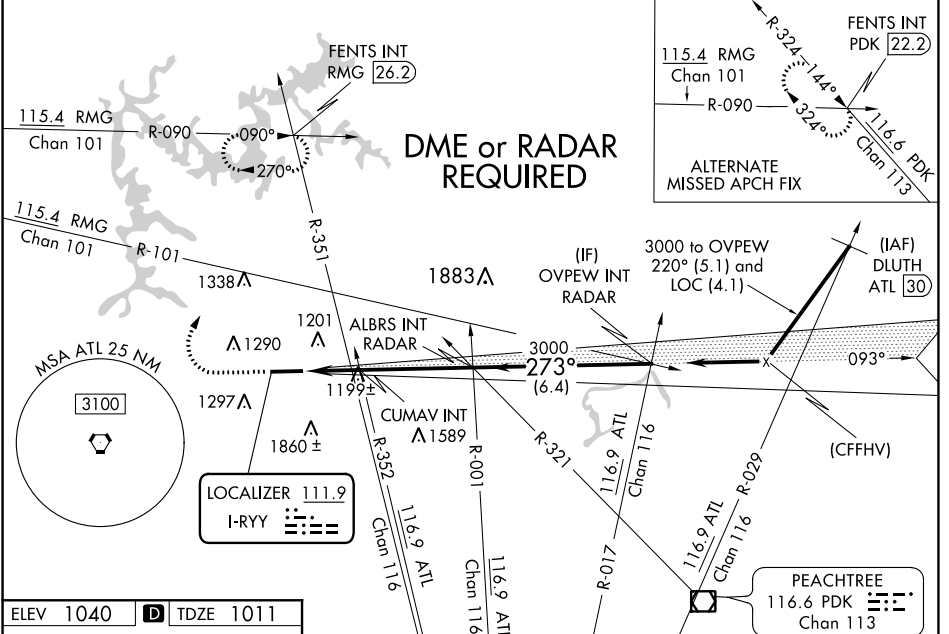 FENTS INT
RMG 26.2
115.4 RMG
Chan 101
R-090
090°
270°
DME or RADAR
REQUIRED
R-324
144°
324°
FENTS INT
PDK 22.2
115.4 RMG
Chan 101
R-090
116.6 PDK
Chan 113
ALTERNATE
MISSED APCH FIX
115.4 RMG
Chan 101
R-101
R-351
1338
1883
(IF)
OVPEW INT
RADAR
3000 to OVPEW
220° (5.1) and
LOC (4.1)
(IAF)
DLUTH
ATL 30
1201
1290
ALBRS INT
RADAR
3000
273°
(6.4)
093°
MSA ATL 25 NM
3100
1297
1199±
CUMAV INT
1589
1860 ±
(CFFHV)
LOCALIZER 111.9
I-RYY
R-352
116.9 ATL
Chan 116
R-001
116.9 ATL
Chan 116
R-321
116.9 ATL
Chan 116
R-017
R-029
116.9 ATL
Chan 116
PEACHTREE
116.6 PDK
Chan 113
ELEV 1040 D TDZE 1011